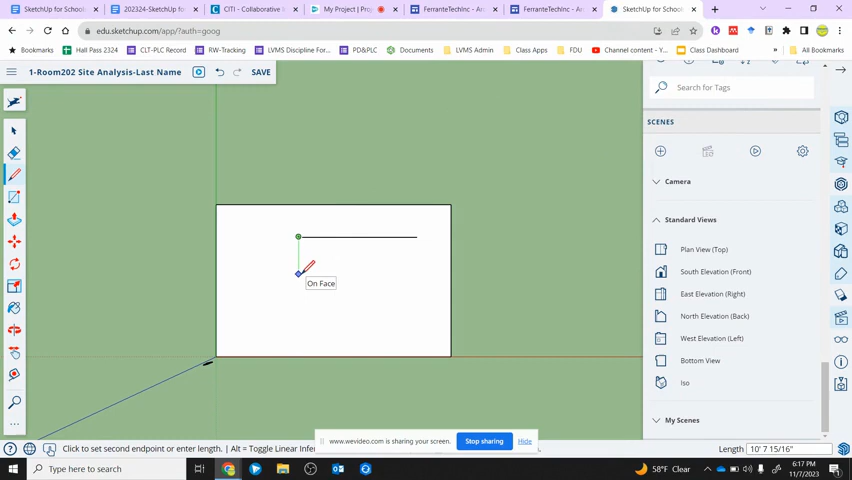 SketchUp for Schoo
202324-SketchUp for
CITI - Collaborative I
My Project | Proj
FerranteTechInc - An
FerranteTechInc - An
SketchUp for School
edu.sketchup.com/app/?auth=goog
Bookmarks
Hall Pass 2324
CLT-PLC Record
RW-Tracking
LVMS Discipline For...
PD&PLC
Documents
LVMS Admin
Class Apps
FDU
Channel content - Y...
Class Dashboard
»
All Bookmarks
1-Room202 Site Analysis-Last Name
SAVE
Search for Tags
SCENES
Camera
Standard Views
Plan View (Top)
South Elevation (Front)
East Elevation (Right)
North Elevation (Back)
West Elevation (Left)
Bottom View
Iso
My Scenes
On Face
www.wevideo.com is sharing your screen.
Stop sharing
Hide
Click to set second endpoint or enter length. | Alt = Toggle Linear Infer
Length
10' 7 15/16"
Type here to search
58°F Clear
6:17 PM
11/7/2023